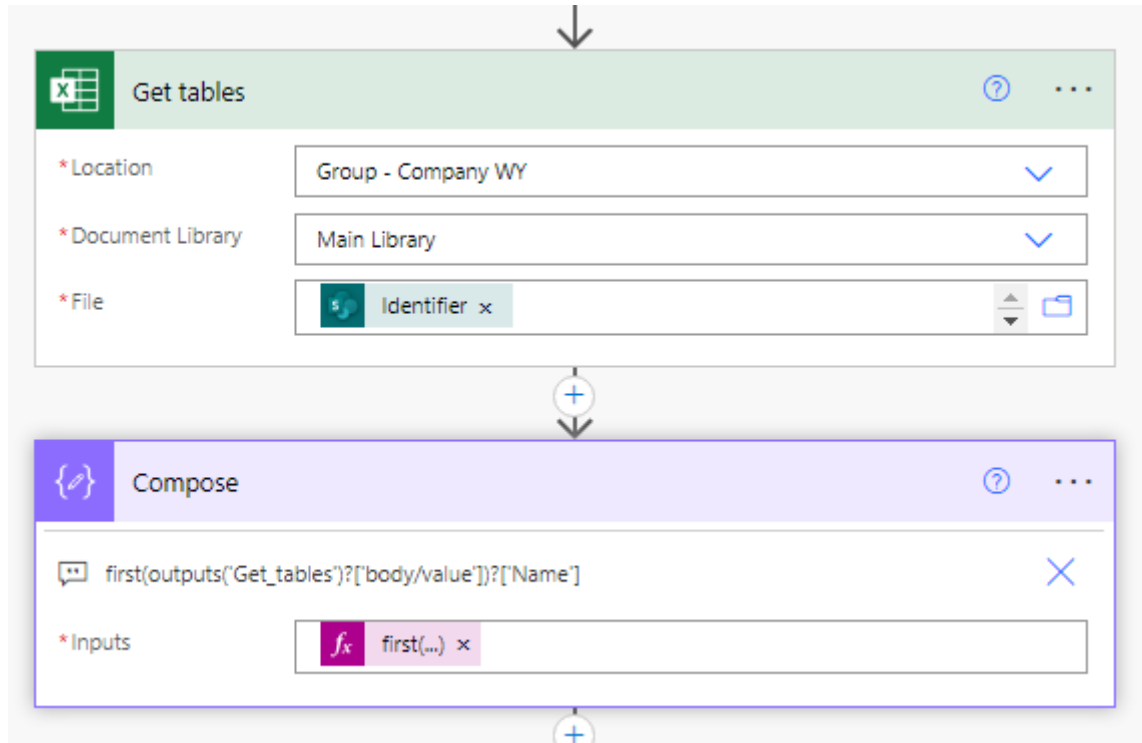 Get tables
*Location Group - Company WY
*Document Library Main Library
*File Identifier ×
Compose
first(outputs('Get_tables')?['body/value'])?['Name']
*Inputs fx first(...) ×